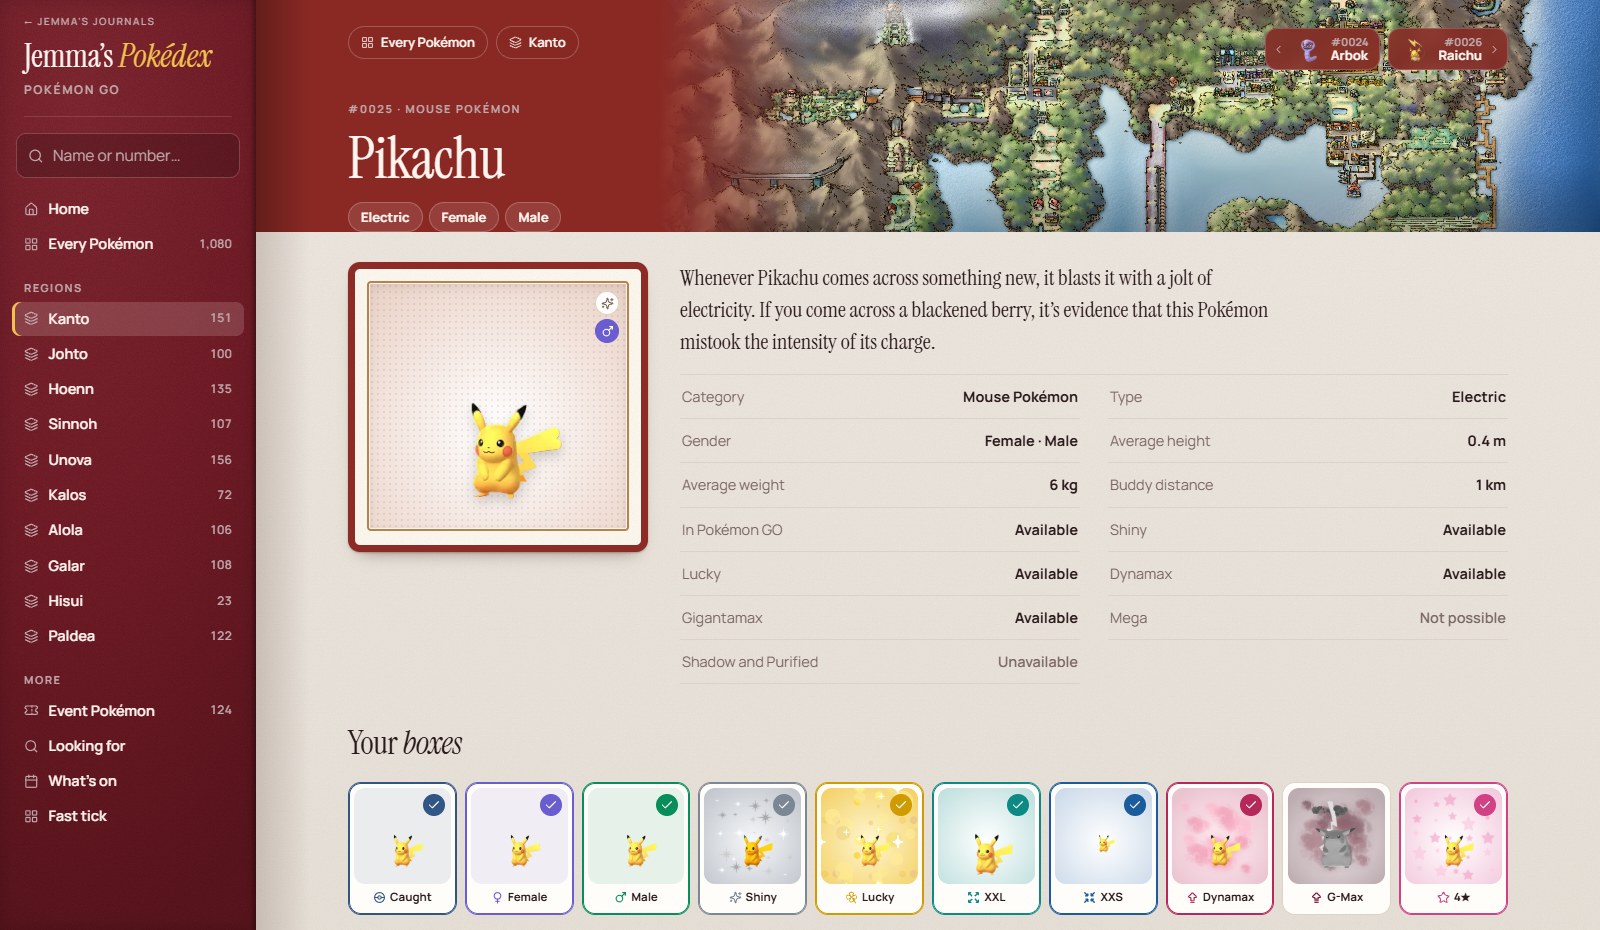 ← JEMMA'S JOURNALS
Jemma's Pokédex
POKÉMON GO
Name or number...
Home
Every Pokémon 1,080
REGIONS
Kanto 151
Johto 100
Hoenn 135
Sinnoh 107
Unova 156
Kalos 72
Alola 106
Galar 108
Hisui 23
Paldea 122
MORE
Event Pokémon 124
Looking for
What's on
Fast tick
Every Pokémon Kanto
#0024 Arbok
#0026 Raichu
#0025 · MOUSE POKÉMON
Pikachu
Electric Female Male
Whenever Pikachu comes across something new, it blasts it with a jolt of
electricity. If you come across a blackened berry, it's evidence that this Pokémon
mistook the intensity of its charge.
Category Mouse Pokémon Type Electric
Gender Female · Male Average height 0.4 m
Average weight 6 kg Buddy distance 1 km
In Pokémon GO Available Shiny Available
Lucky Available Dynamax Available
Gigantamax Available Mega Not possible
Shadow and Purified Unavailable
Your boxes
Caught Female Male Shiny Lucky XXL XXS Dynamax G-Max 4★